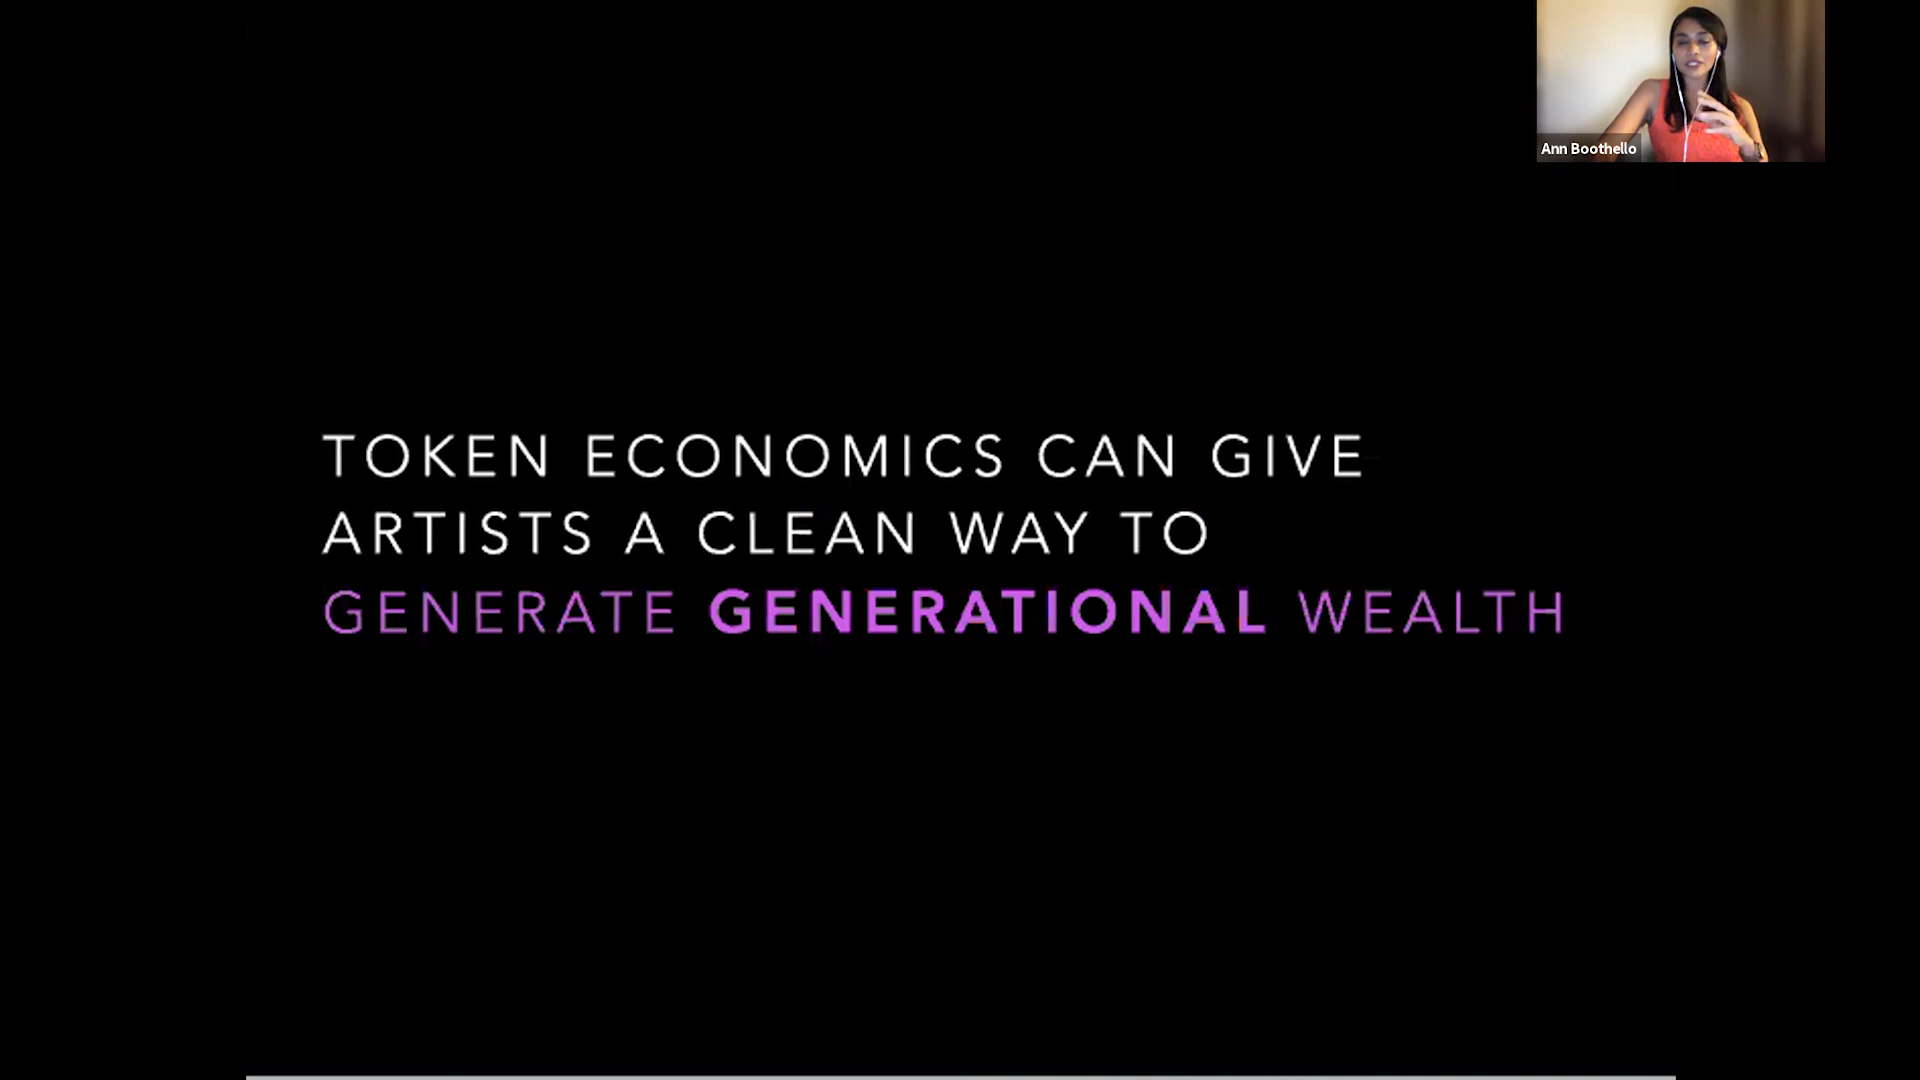 Ann Boothello
TOKEN ECONOMICS CAN GIVE
ARTISTS A CLEAN WAY TO
GENERATE GENERATIONAL WEALTH